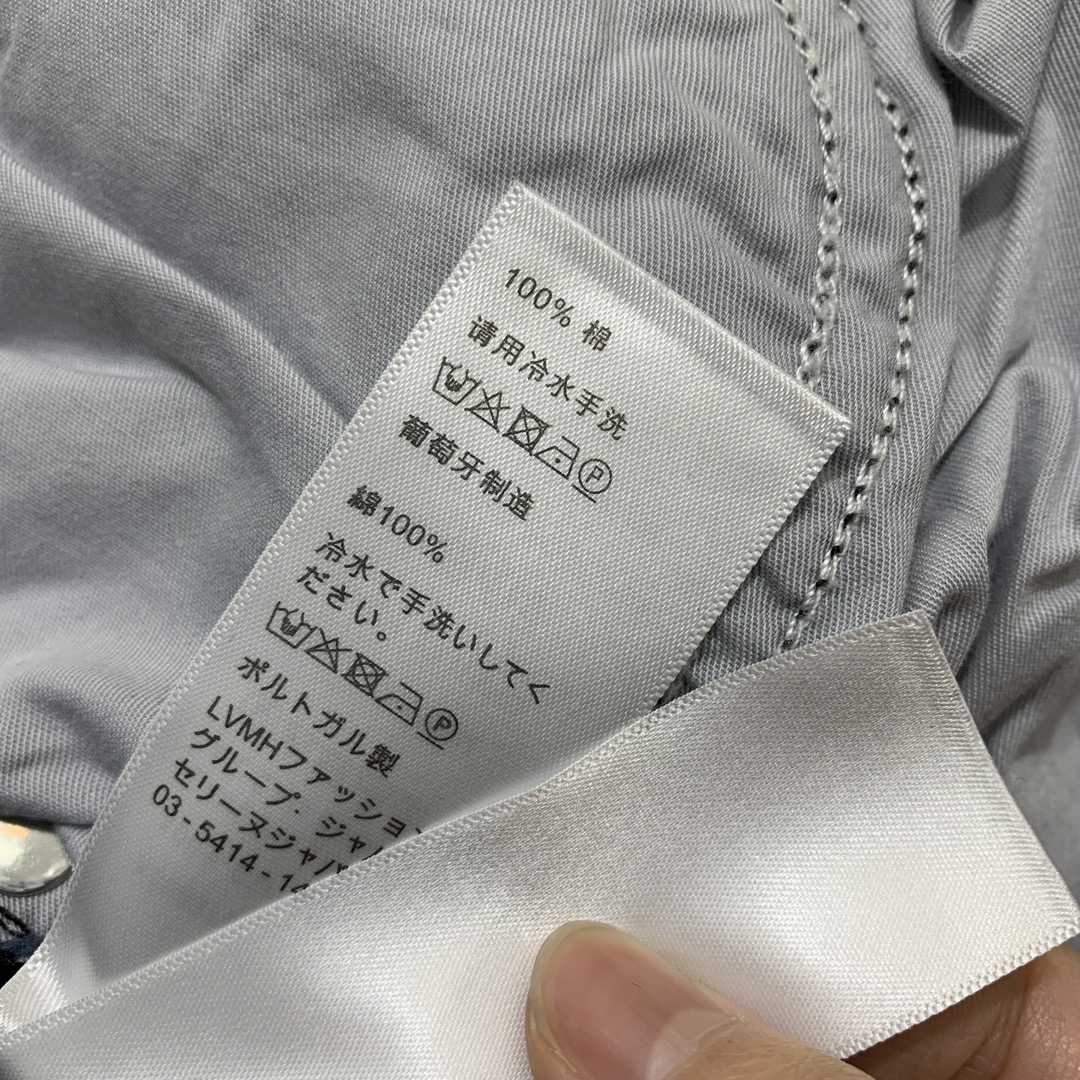 100% 棉
请用冷水手洗
P
葡萄牙制造
綿100%
冷水で手洗いしてく
ださい。
P
ポルトガル製
LVMHファッショ
グループ・ジャ
セリーヌジャパ
03-5414-14